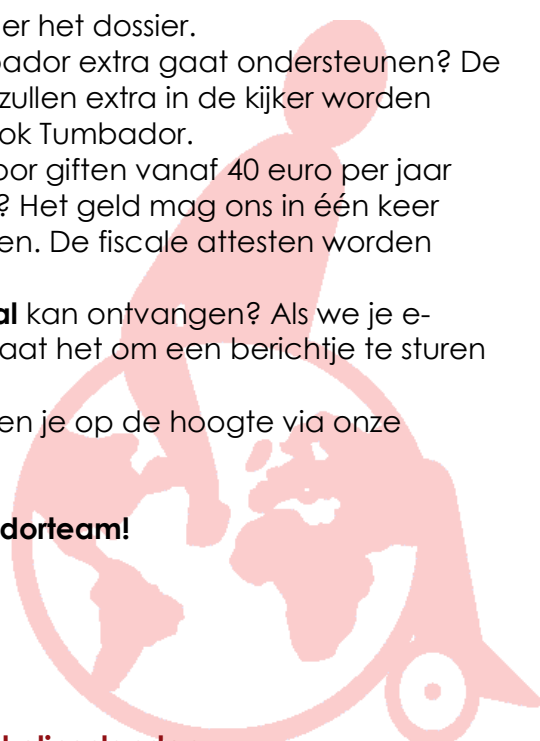 er het dossier.
ador extra gaat ondersteunen? De
zullen extra in de kijker worden
ok Tumbador.
oor giften vanaf 40 euro per jaar
? Het geld mag ons in één keer
en. De fiscale attesten worden
al kan ontvangen? Als we je e-
aat het om een berichtje te sturen
en je op de hoogte via onze
dorteam!